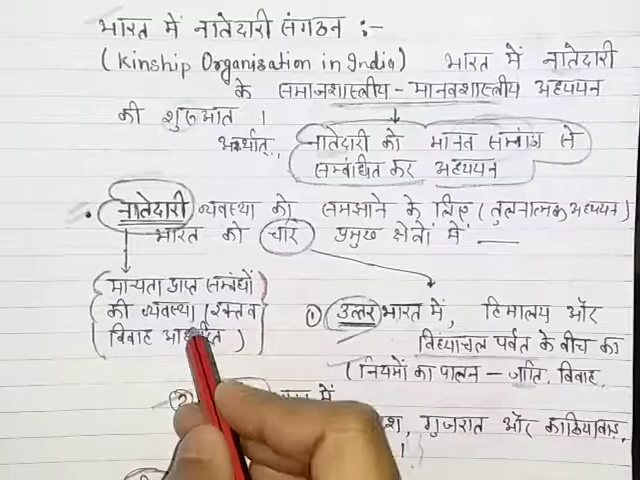 भारत में नातेदारी संगठन :-
(Kinship Organisation in India) भारत में नातेदारी
के समाजशास्त्रीय - मानवशास्त्रीय अध्ययन
की शुरुआत ।
अर्थात्, नातेदारी को मानव सम्बंधो से
सम्बंधित कर अध्ययन
नातेदारी व्यवस्था को समझाने के लिए (तुलनात्मक अध्ययन)
भारत को चार प्रमुख क्षेत्रों में
मान्यता प्राप्त सम्बंधों
की व्यवस्था (रक्त व
विवाह आधारित)
① उत्तर भारत में, हिमालय और
विंध्याचल पर्वत के बीच का
(नियमों का पालन - जाति, विवाह,
② में
गुजरात और काठियावाड़
।